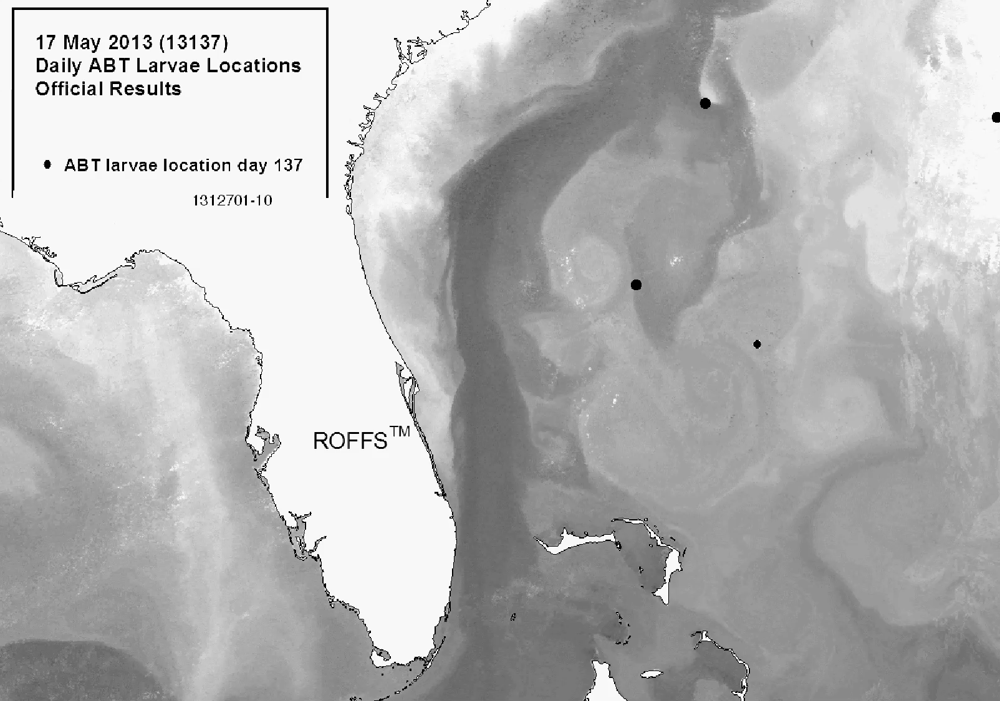 17 May 2013 (13137)
Daily ABT Larvae Locations
Official Results
ABT larvae location day 137
1312701-10
ROFFS™